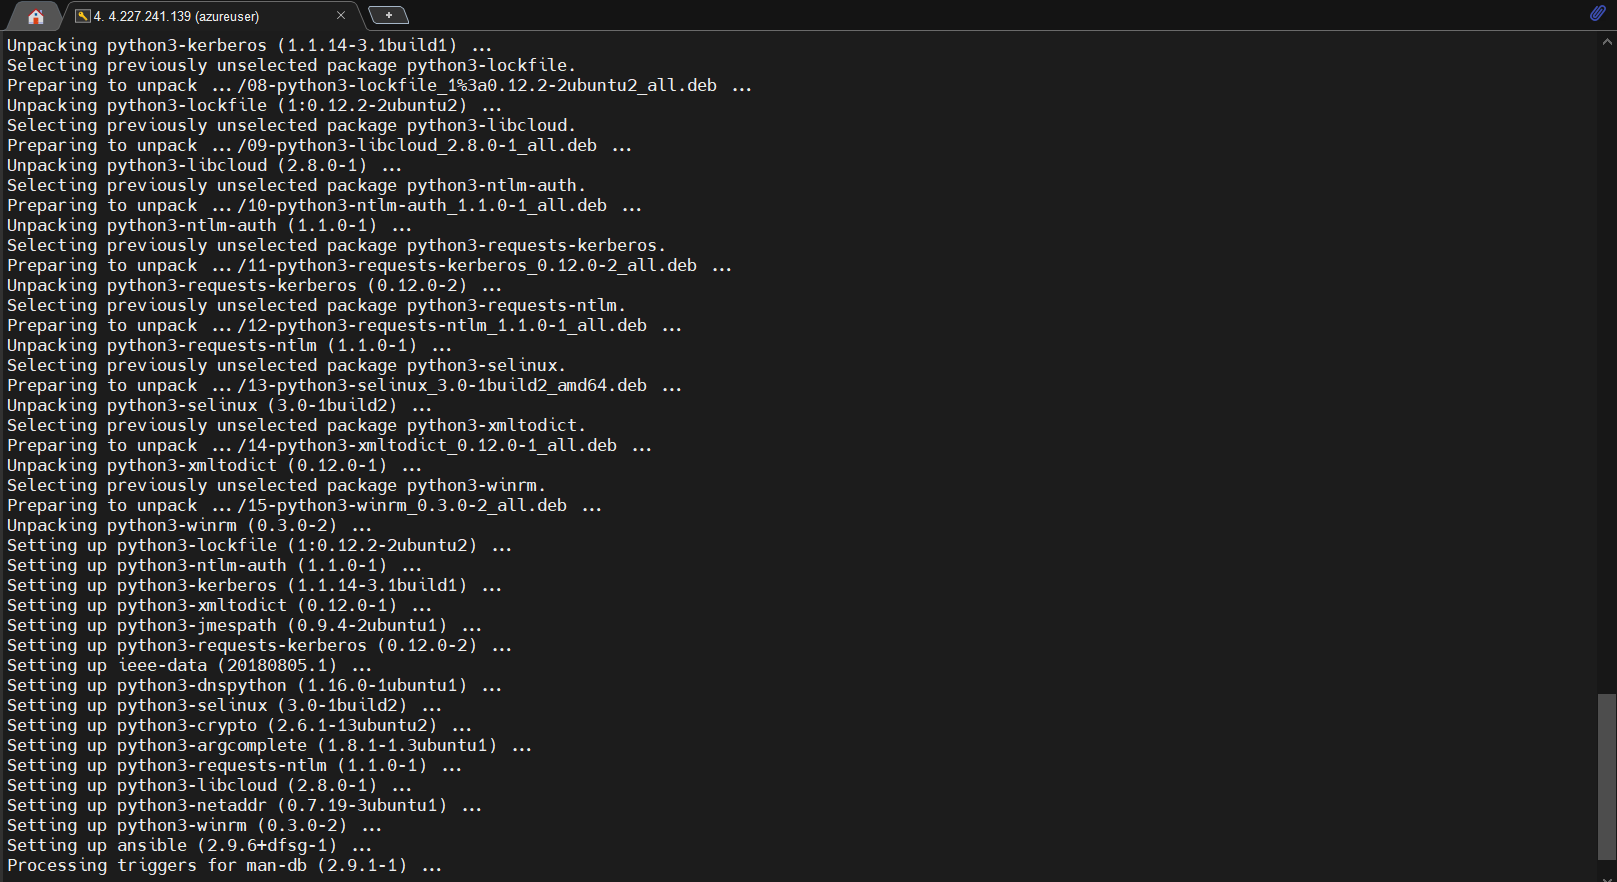 4. 4.227.241.139 (azureuser)
Unpacking python3-kerberos (1.1.14-3.1build1) ...
Selecting previously unselected package python3-lockfile.
Preparing to unpack .../08-python3-lockfile_1%3a0.12.2-2ubuntu2_all.deb ...
Unpacking python3-lockfile (1:0.12.2-2ubuntu2) ...
Selecting previously unselected package python3-libcloud.
Preparing to unpack .../09-python3-libcloud_2.8.0-1_all.deb ...
Unpacking python3-libcloud (2.8.0-1) ...
Selecting previously unselected package python3-ntlm-auth.
Preparing to unpack .../10-python3-ntlm-auth_1.1.0-1_all.deb ...
Unpacking python3-ntlm-auth (1.1.0-1) ...
Selecting previously unselected package python3-requests-kerberos.
Preparing to unpack .../11-python3-requests-kerberos_0.12.0-2_all.deb ...
Unpacking python3-requests-kerberos (0.12.0-2) ...
Selecting previously unselected package python3-requests-ntlm.
Preparing to unpack .../12-python3-requests-ntlm_1.1.0-1_all.deb ...
Unpacking python3-requests-ntlm (1.1.0-1) ...
Selecting previously unselected package python3-selinux.
Preparing to unpack .../13-python3-selinux_3.0-1build2_amd64.deb ...
Unpacking python3-selinux (3.0-1build2) ...
Selecting previously unselected package python3-xmltodict.
Preparing to unpack .../14-python3-xmltodict_0.12.0-1_all.deb ...
Unpacking python3-xmltodict (0.12.0-1) ...
Selecting previously unselected package python3-winrm.
Preparing to unpack .../15-python3-winrm_0.3.0-2_all.deb ...
Unpacking python3-winrm (0.3.0-2) ...
Setting up python3-lockfile (1:0.12.2-2ubuntu2) ...
Setting up python3-ntlm-auth (1.1.0-1) ...
Setting up python3-kerberos (1.1.14-3.1build1) ...
Setting up python3-xmltodict (0.12.0-1) ...
Setting up python3-jmespath (0.9.4-2ubuntu1) ...
Setting up python3-requests-kerberos (0.12.0-2) ...
Setting up ieee-data (20180805.1) ...
Setting up python3-dnspython (1.16.0-1ubuntu1) ...
Setting up python3-selinux (3.0-1build2) ...
Setting up python3-crypto (2.6.1-13ubuntu2) ...
Setting up python3-argcomplete (1.8.1-1.3ubuntu1) ...
Setting up python3-requests-ntlm (1.1.0-1) ...
Setting up python3-libcloud (2.8.0-1) ...
Setting up python3-netaddr (0.7.19-3ubuntu1) ...
Setting up python3-winrm (0.3.0-2) ...
Setting up ansible (2.9.6+dfsg-1) ...
Processing triggers for man-db (2.9.1-1) ...